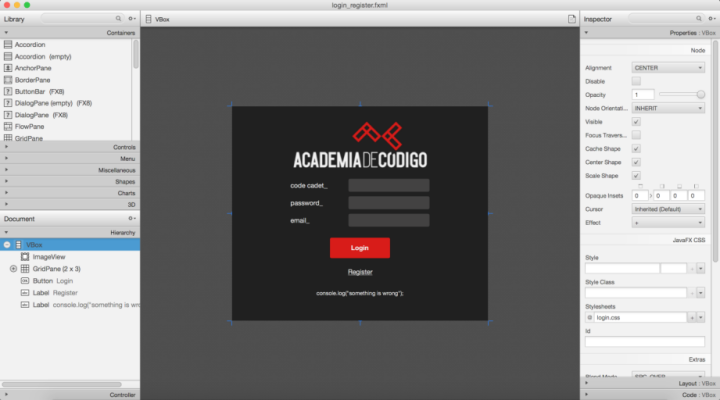 login_register.fxml
Library
Containers
Accordion
Accordion (empty)
AnchorPane
BorderPane
ButtonBar (FX8)
DialogPane (empty) (FX8)
DialogPane (FX8)
FlowPane
GridPane
Controls
Menu
Miscellaneous
Shapes
Charts
3D
Document
Hierarchy
VBox
ImageView
GridPane (2 x 3)
Button Login
Label Register
Label console.log("something is wro
Controller
VBox
ACADEMIADECODIGO
code cadet_
password_
email_
Login
Register
console.log("something is wrong");
Inspector
Properties : VBox
Node
Alignment CENTER
Disable
Opacity 1
Node Orientati... INHERIT
Visible
Focus Travers...
Cache Shape
Center Shape
Scale Shape
Opaque Insets 0 0 0 0
Cursor Inherited (Default)
Effect +
JavaFX CSS
Style
Style Class
Stylesheets
login.css
Id
Extras
Layout : VBox
Code : VBox